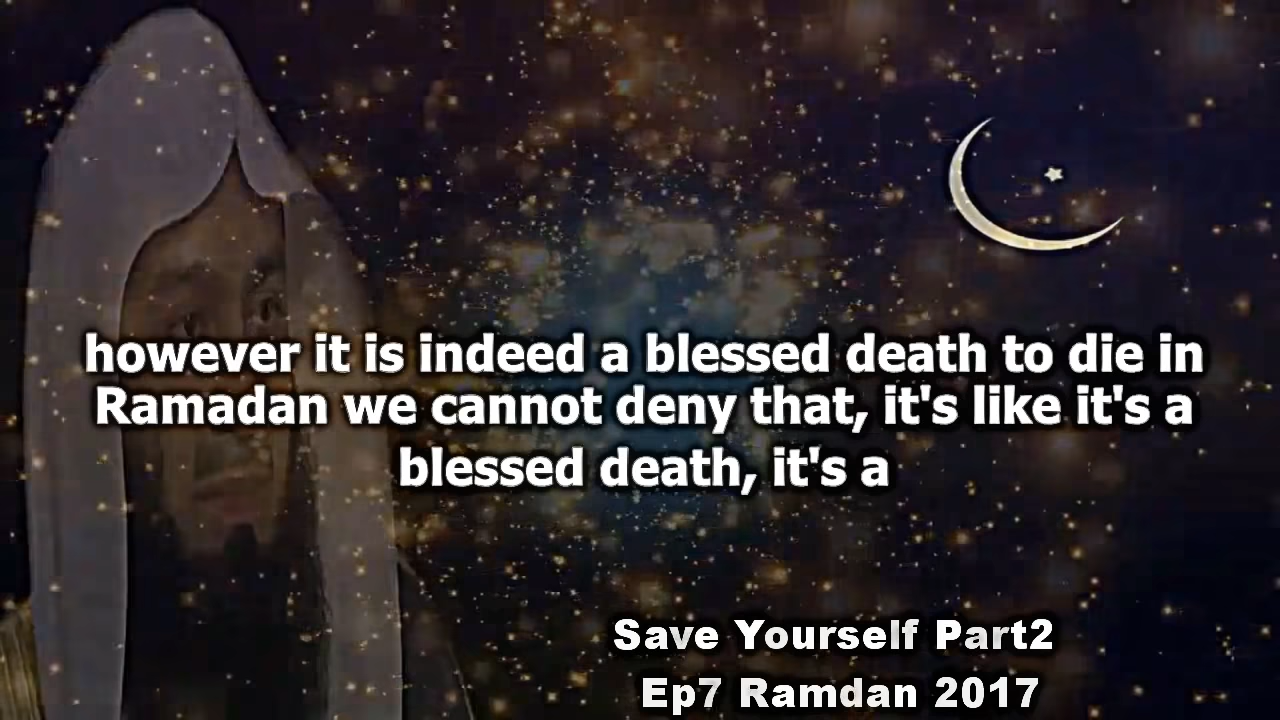 however it is indeed a blessed death to die in
Ramadan we cannot deny that, it's like it's a
blessed death, it's a
Save Yourself Part2
Ep7 Ramdan 2017